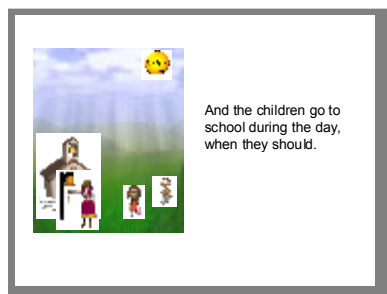 And the children go to
school during the day,
when they should.